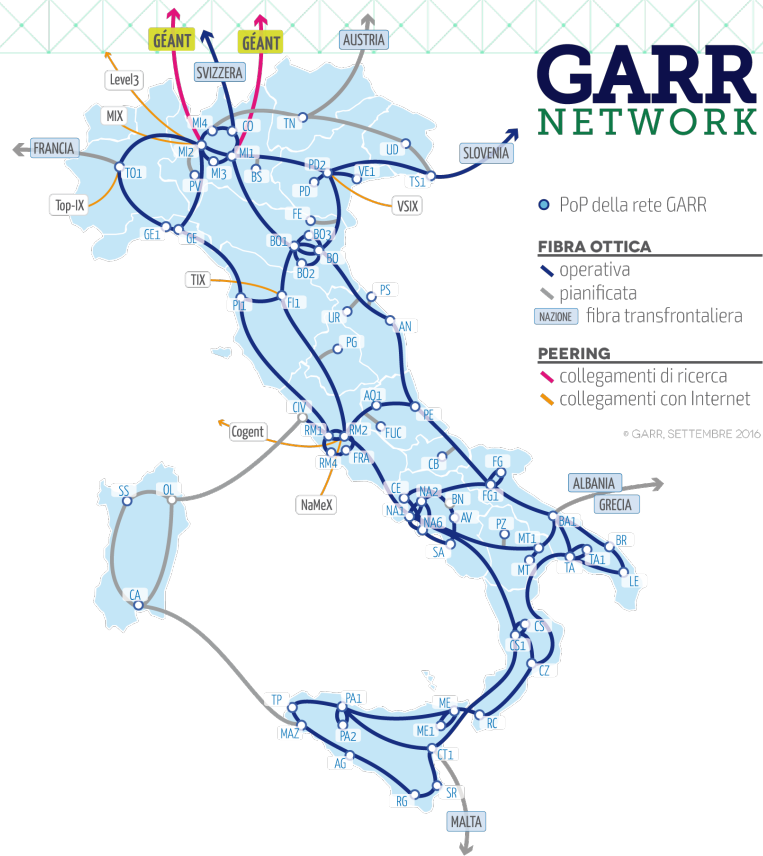 GÉANT
GÉANT
AUSTRIA
SVIZZERA
Level3
MIX
FRANCIA
Top-IX
SLOVENIA
VSIX
TIX
Cogent
NaMeX
ALBANIA
GRECIA
MALTA
MI4
CO
TN
MI2
MI1
MI3
UD
TO1
PV
BS
PD2
PD
VE1
TS1
FE
GE1
GE
BO1
BO3
BO
BO2
PI1
FI1
PS
UR
AN
PG
CIV
AQ1
PE
RM1
RM2
FUC
RM4
FRA
CB
FG
FG1
SS
OL
CE
NA2
BN
NA1
NA6
AV
PZ
BA1
SA
MT1
BR
MT
TA
TA1
LE
CA
CS
CS1
CZ
TP
PA1
ME
MAZ
PA2
ME1
RC
AG
CT1
RG
SR
GARR
NETWORK
PoP della rete GARR
FIBRA OTTICA
operativa
pianificata
NAZIONE fibra transfrontaliera
PEERING
collegamenti di ricerca
collegamenti con Internet
© GARR, SETTEMBRE 2016